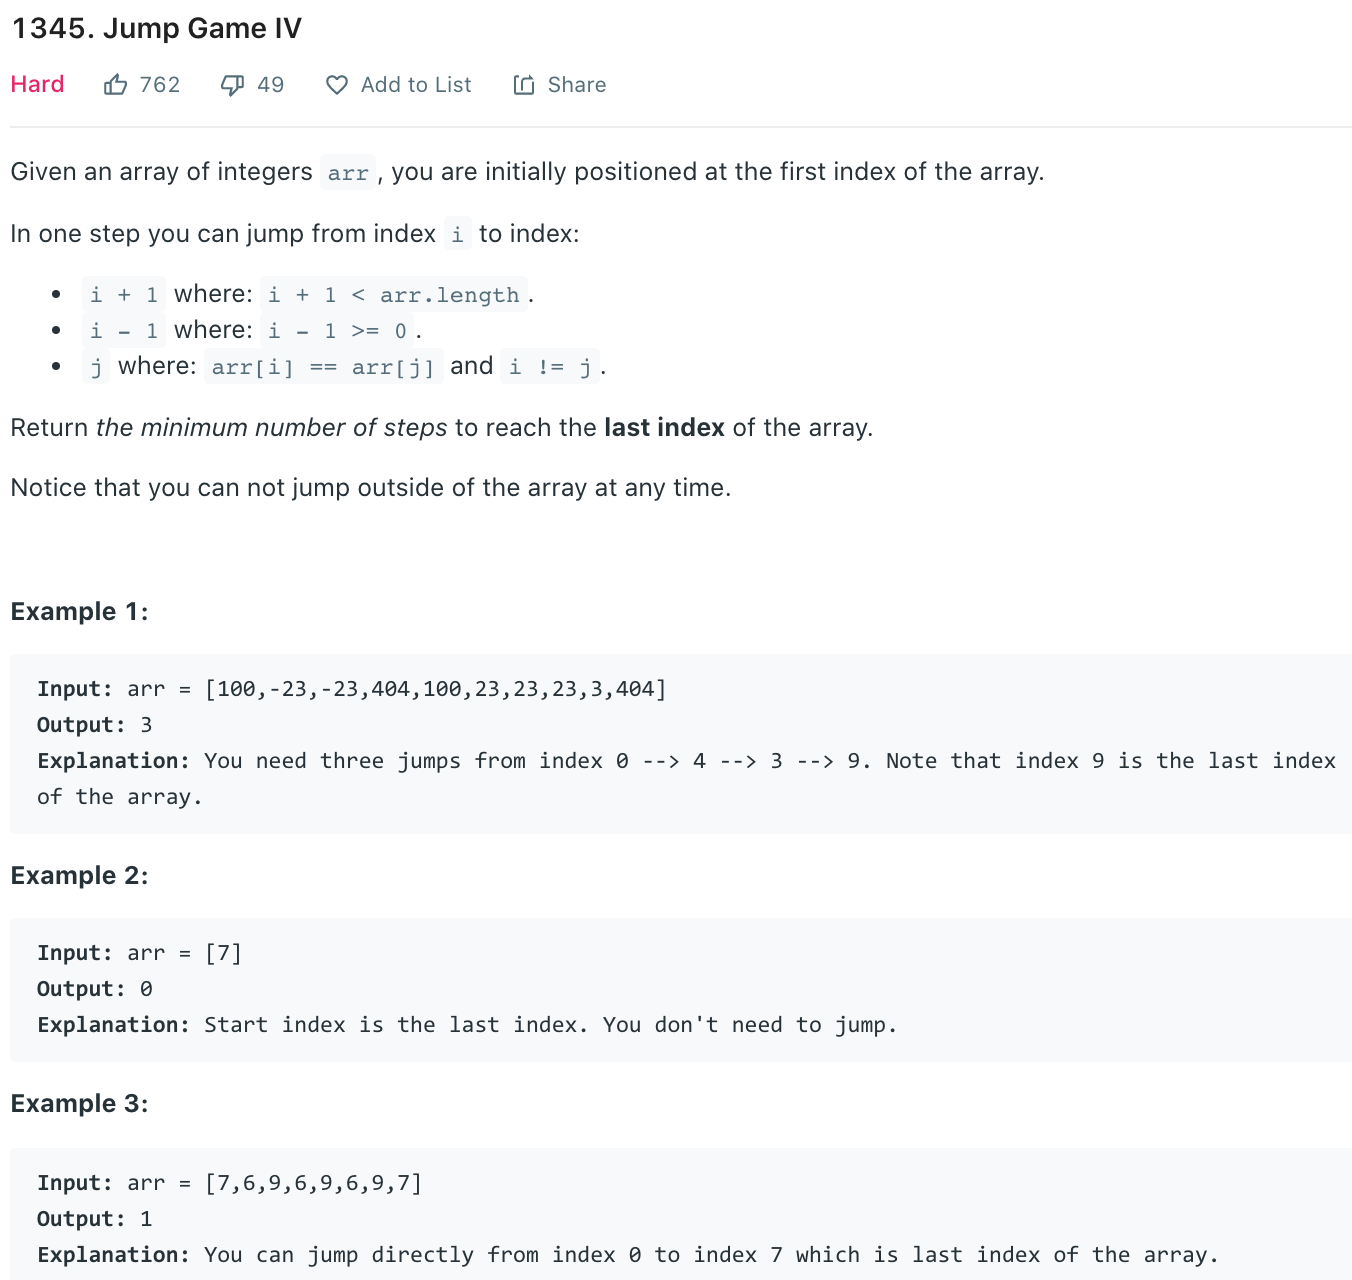 1345. Jump Game IV
Hard 762 49 Add to List Share
Given an array of integers arr , you are initially positioned at the first index of the array.
In one step you can jump from index i to index:
• i + 1 where: i + 1 < arr.length .
• i - 1 where: i - 1 >= 0 .
• j where: arr[i] == arr[j] and i != j .
Return the minimum number of steps to reach the last index of the array.
Notice that you can not jump outside of the array at any time.
Example 1:
Input: arr = [100,-23,-23,404,100,23,23,23,3,404]
Output: 3
Explanation: You need three jumps from index 0 --> 4 --> 3 --> 9. Note that index 9 is the last index
of the array.
Example 2:
Input: arr = [7]
Output: 0
Explanation: Start index is the last index. You don't need to jump.
Example 3:
Input: arr = [7,6,9,6,9,6,9,7]
Output: 1
Explanation: You can jump directly from index 0 to index 7 which is last index of the array.